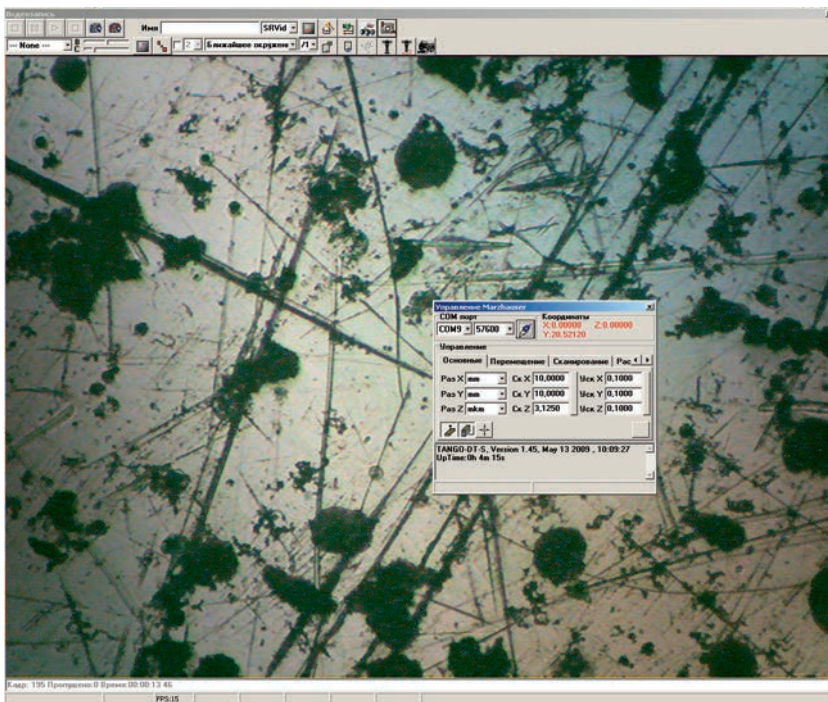 Видеозапись
Имя SRVid
--- None --- B C 2 Ближайшее окружен /1
Управление Marzhauser
COM порт Координаты
COM9 57600 X:0.00000 Z:0.00000
Y:20.52120
Управление
Основные Перемещение Сканирование Рас
Раз X mm Ск X 10,0000 Уск X 0,1000
Раз Y mm Ск Y 10,0000 Уск Y 0,1000
Раз Z mkm Ск Z 3,1250 Уск Z 0,1000
TANGO-DT-S, Version 1.45, May 13 2009 , 10:09:27
UpTime:0h 4m 15s
Кадр: 195 Пропущено:0 Время:00:00:13 46
FPS:15